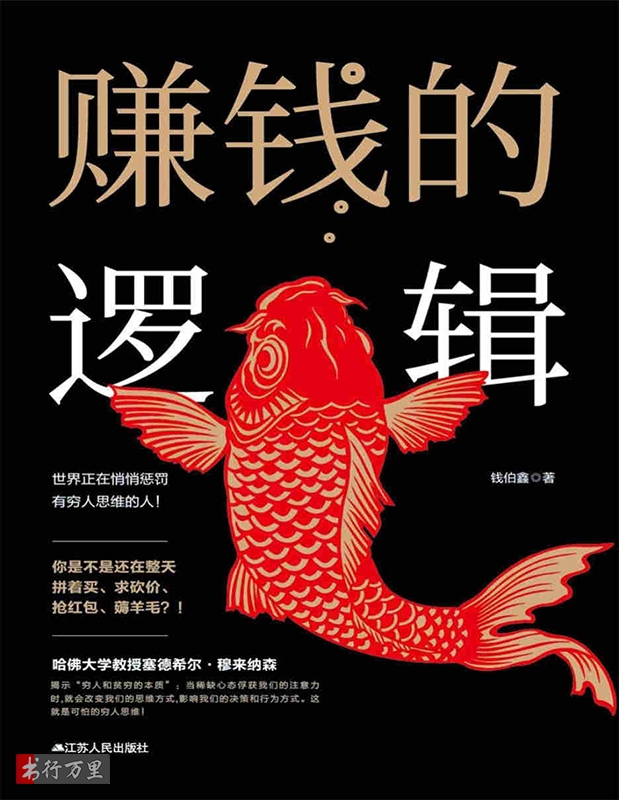 赚钱的
逻辑
世界正在悄悄惩罚
有穷人思维的人！
钱伯鑫◎著
你是不是还在整天
拼着买、求砍价、
抢红包、薅羊毛？！
哈佛大学教授塞德希尔·穆来纳森
揭示“穷人和贫穷的本质”：当稀缺心态俘获我们的注意力
时,就会改变我们的思维方式,影响我们的决策和行为方式。这
就是可怕的穷人思维！
江苏人民出版社
书行万里